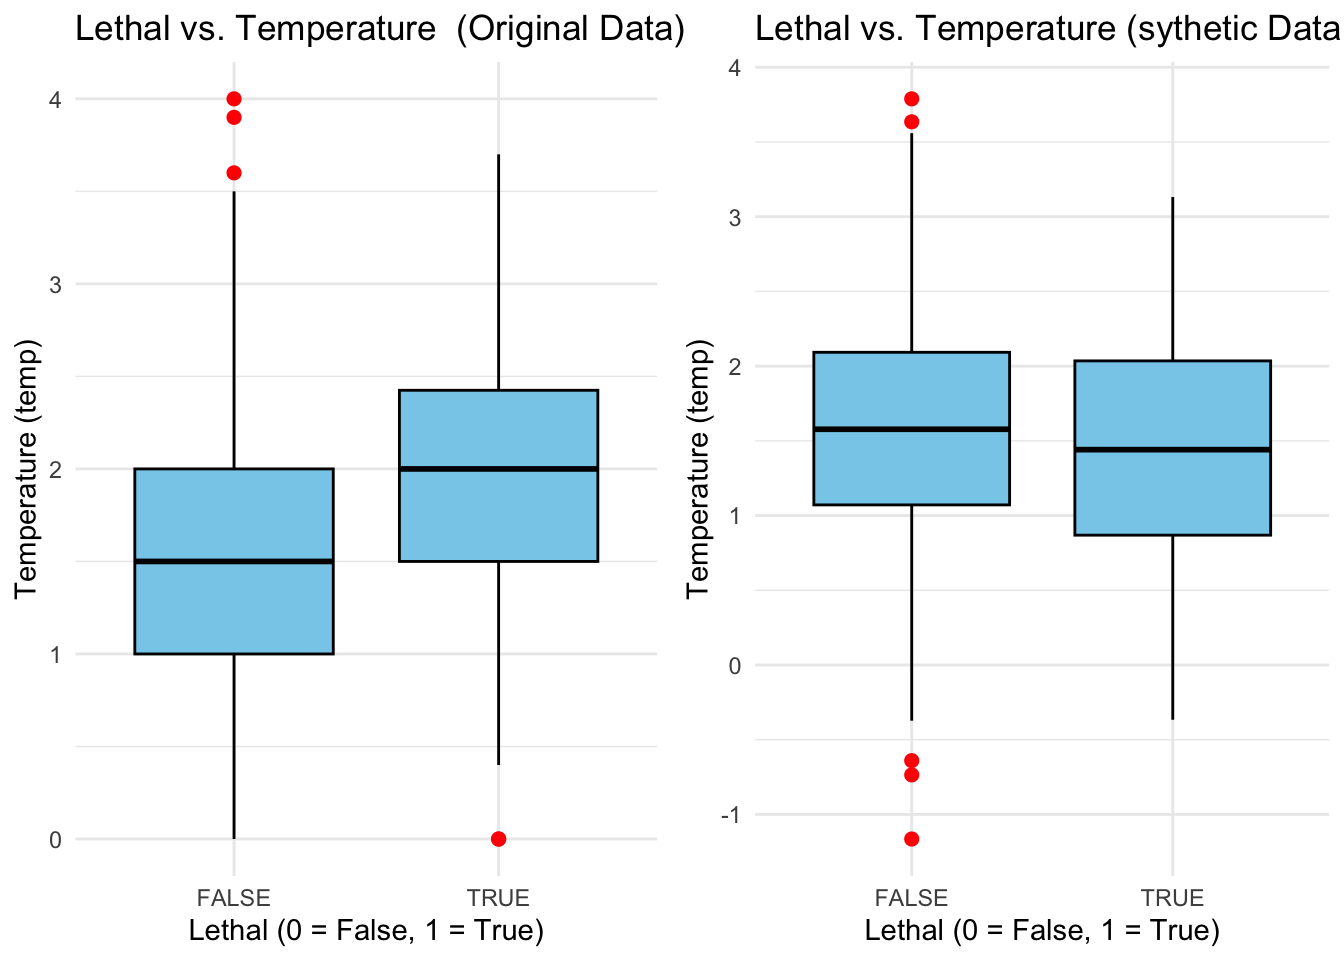 Lethal vs. Temperature  (Original Data)
Temperature (temp)
4
3
2
1
0
FALSE TRUE
Lethal (0 = False, 1 = True)
Lethal vs. Temperature (sythetic Data
Temperature (temp)
4
3
2
1
0
-1
FALSE TRUE
Lethal (0 = False, 1 = True)